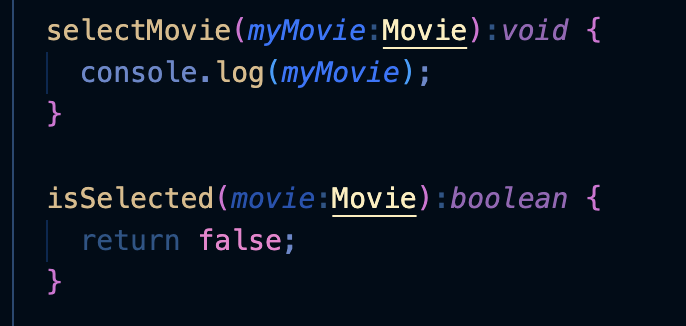 selectMovie(myMovie:Movie):void {
console.log(myMovie);
}
isSelected(movie:Movie):boolean {
return false;
}